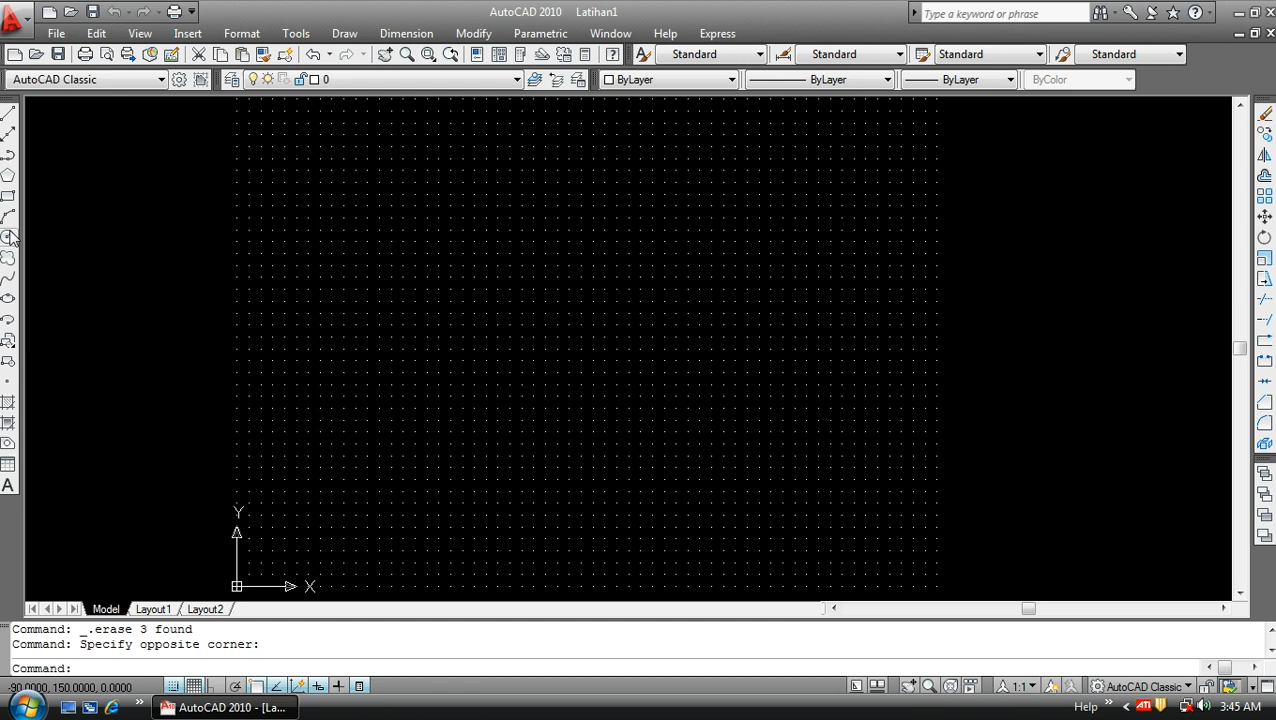 AutoCAD 2010 Latihan1
Type a keyword or phrase
File Edit View Insert Format Tools Draw Dimension Modify Parametric Window Help Express
Standard Standard Standard Standard
AutoCAD Classic 0 ByLayer ByLayer ByLayer ByColor
Y
X
Model Layout1 Layout2
Command: _.erase 3 found
Command: Specify opposite corner:
Command:
-90.0000, 150.0000, 0.0000 1:1 AutoCAD Classic
AutoCAD 2010 - [La... Help 3:45 AM